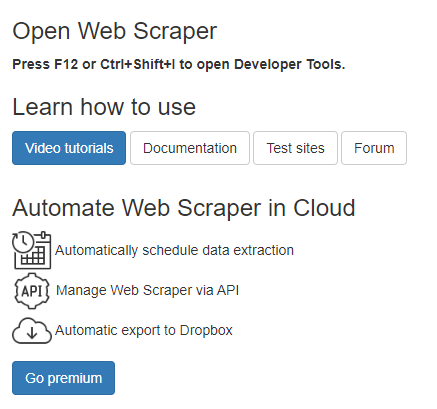 Open Web Scraper
Press F12 or Ctrl+Shift+I to open Developer Tools.
Learn how to use
Video tutorials Documentation Test sites Forum
Automate Web Scraper in Cloud
Automatically schedule data extraction
API Manage Web Scraper via API
Automatic export to Dropbox
Go premium